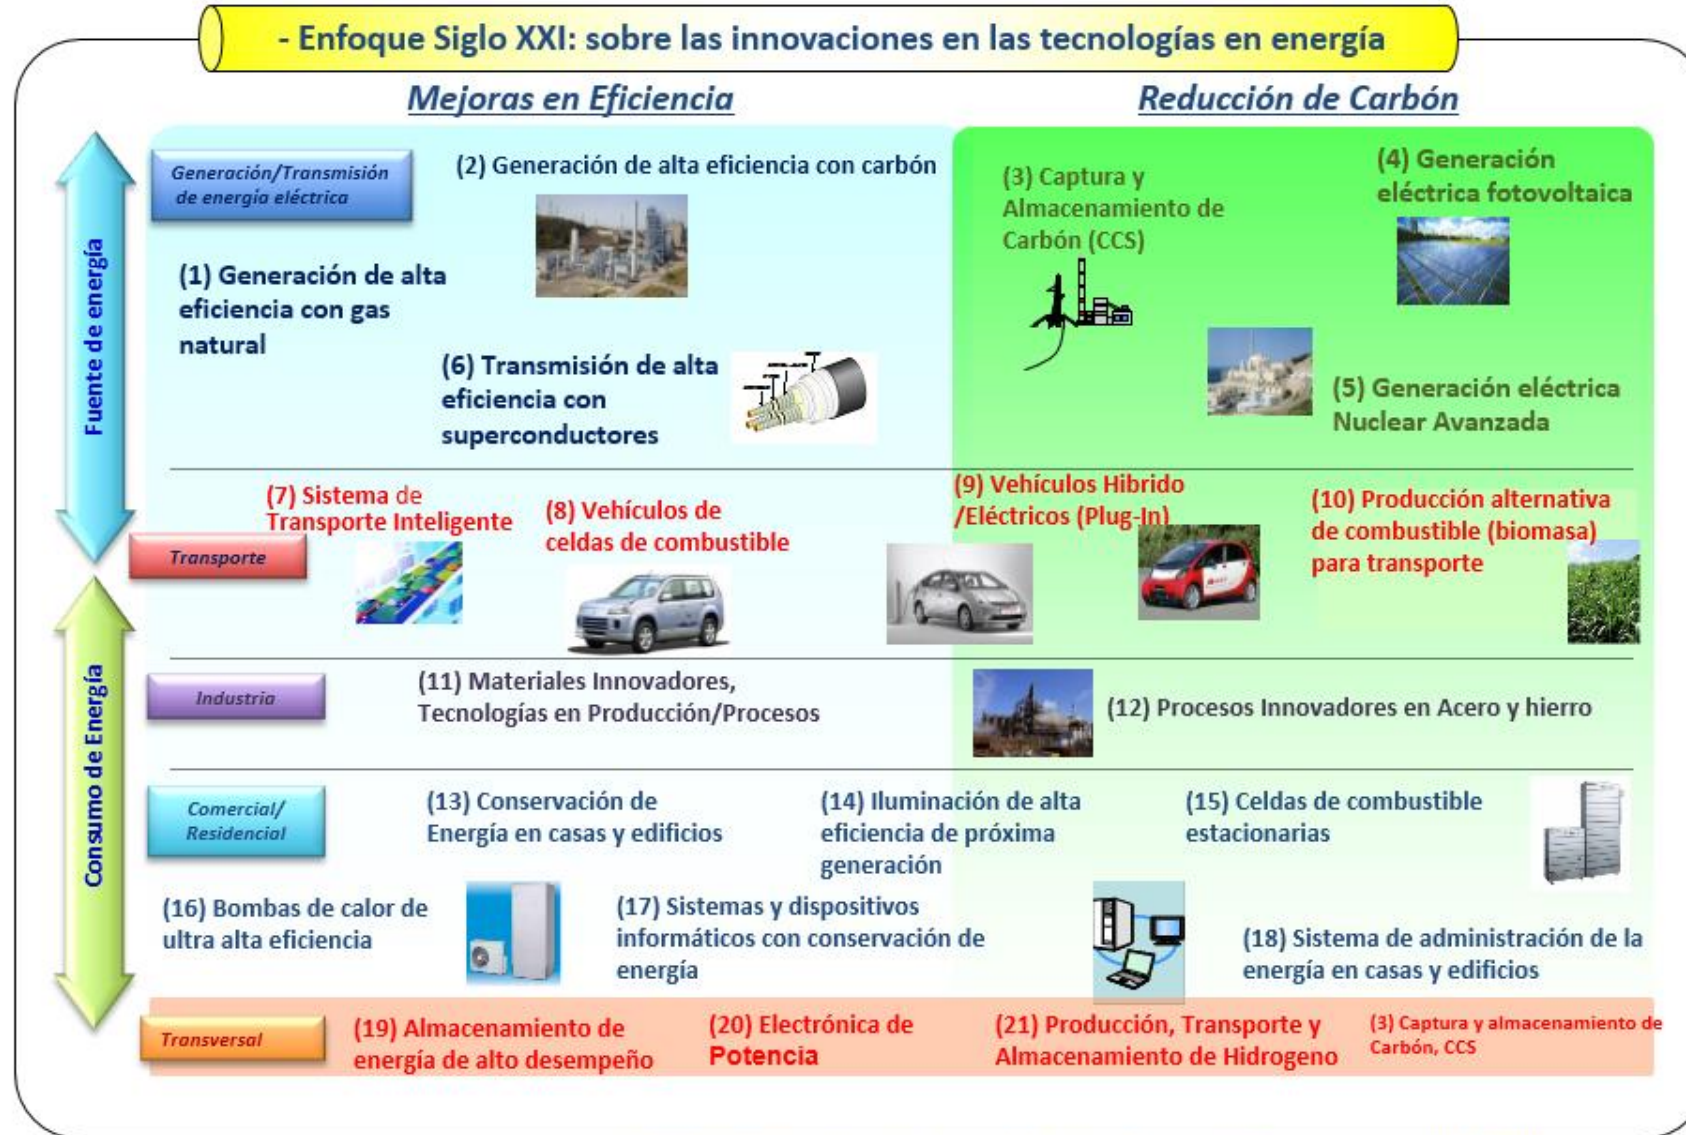 - Enfoque Siglo XXI: sobre las innovaciones en las tecnologías en energía
Mejoras en Eficiencia
Reducción de Carbón
Fuente de energía
Generación/Transmisión
de energía eléctrica
(1) Generación de alta
eficiencia con gas
natural
(2) Generación de alta eficiencia con carbón
(3) Captura y
Almacenamiento de
Carbón (CCS)
(4) Generación
eléctrica fotovoltaica
(5) Generación eléctrica
Nuclear Avanzada
(6) Transmisión de alta
eficiencia con
superconductores
Transporte
(7) Sistema de
Transporte Inteligente
(8) Vehículos de
celdas de combustible
(9) Vehículos Hibrido
/Eléctricos (Plug-In)
(10) Producción alternativa
de combustible (biomasa)
para transporte
Consumo de Energía
Industria
(11) Materiales Innovadores,
Tecnologías en Producción/Procesos
(12) Procesos Innovadores en Acero y hierro
Comercial/
Residencial
(13) Conservación de
Energía en casas y edificios
(14) Iluminación de alta
eficiencia de próxima
generación
(15) Celdas de combustible
estacionarias
(16) Bombas de calor de
ultra alta eficiencia
(17) Sistemas y dispositivos
informáticos con conservación de
energía
(18) Sistema de administración de la
energía en casas y edificios
Transversal
(19) Almacenamiento de
energía de alto desempeño
(20) Electrónica de
Potencia
(21) Producción, Transporte y
Almacenamiento de Hidrogeno
(3) Captura y almacenamiento de
Carbón, CCS